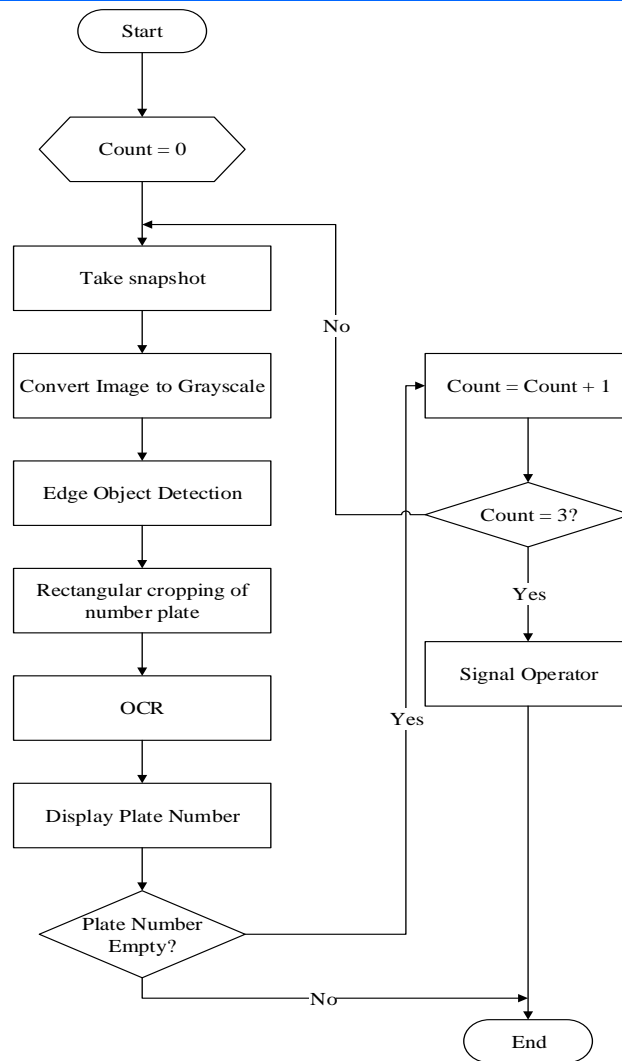 Start
Count = 0
Take snapshot
No
Convert Image to Grayscale
Count = Count + 1
Edge Object Detection
Count = 3?
Rectangular cropping of
number plate
Yes
Signal Operator
OCR
Yes
Display Plate Number
Plate Number
Empty?
No
End